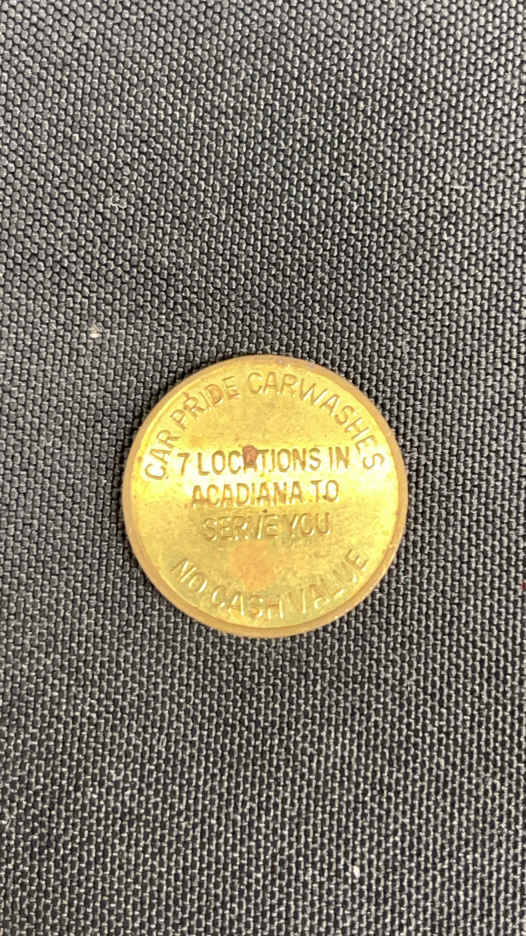 CAR PRIDE CARWASHES
7 LOCATIONS IN
ACADIANA TO
SERVE YOU
NO CASH VALUE